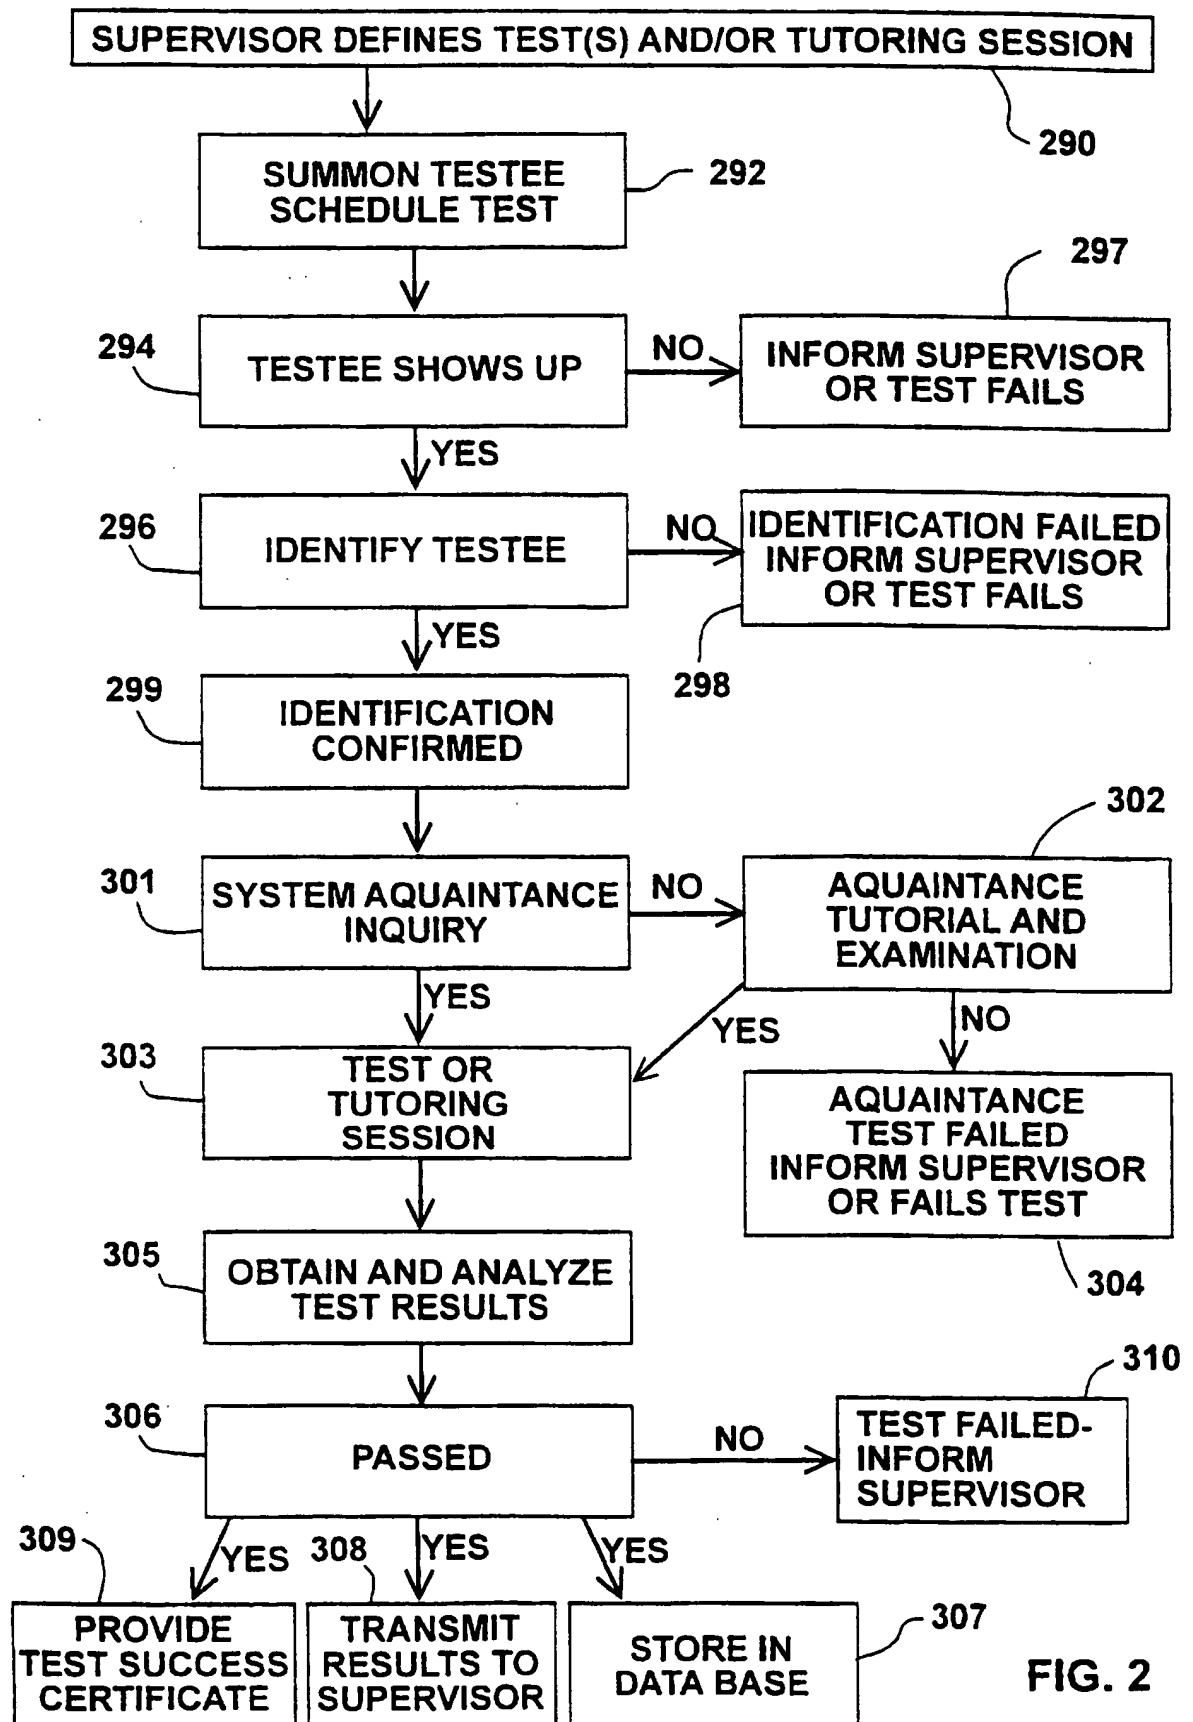 SUPERVISOR DEFINES TEST(S) AND/OR TUTORING SESSION
290
SUMMON TESTEE
SCHEDULE TEST
292
297
294
TESTEE SHOWS UP
NO
INFORM SUPERVISOR
OR TEST FAILS
YES
296
IDENTIFY TESTEE
NO
IDENTIFICATION FAILED
INFORM SUPERVISOR
OR TEST FAILS
YES
298
299
IDENTIFICATION
CONFIRMED
302
301
SYSTEM AQUAINTANCE
INQUIRY
NO
AQUAINTANCE
TUTORIAL AND
EXAMINATION
YES
YES
NO
303
TEST OR
TUTORING
SESSION
AQUAINTANCE
TEST FAILED
INFORM SUPERVISOR
OR FAILS TEST
304
305
OBTAIN AND ANALYZE
TEST RESULTS
310
306
PASSED
NO
TEST FAILED-
INFORM
SUPERVISOR
309
YES
308
YES
YES
PROVIDE
TEST SUCCESS
CERTIFICATE
TRANSMIT
RESULTS TO
SUPERVISOR
STORE IN
DATA BASE
307
FIG. 2